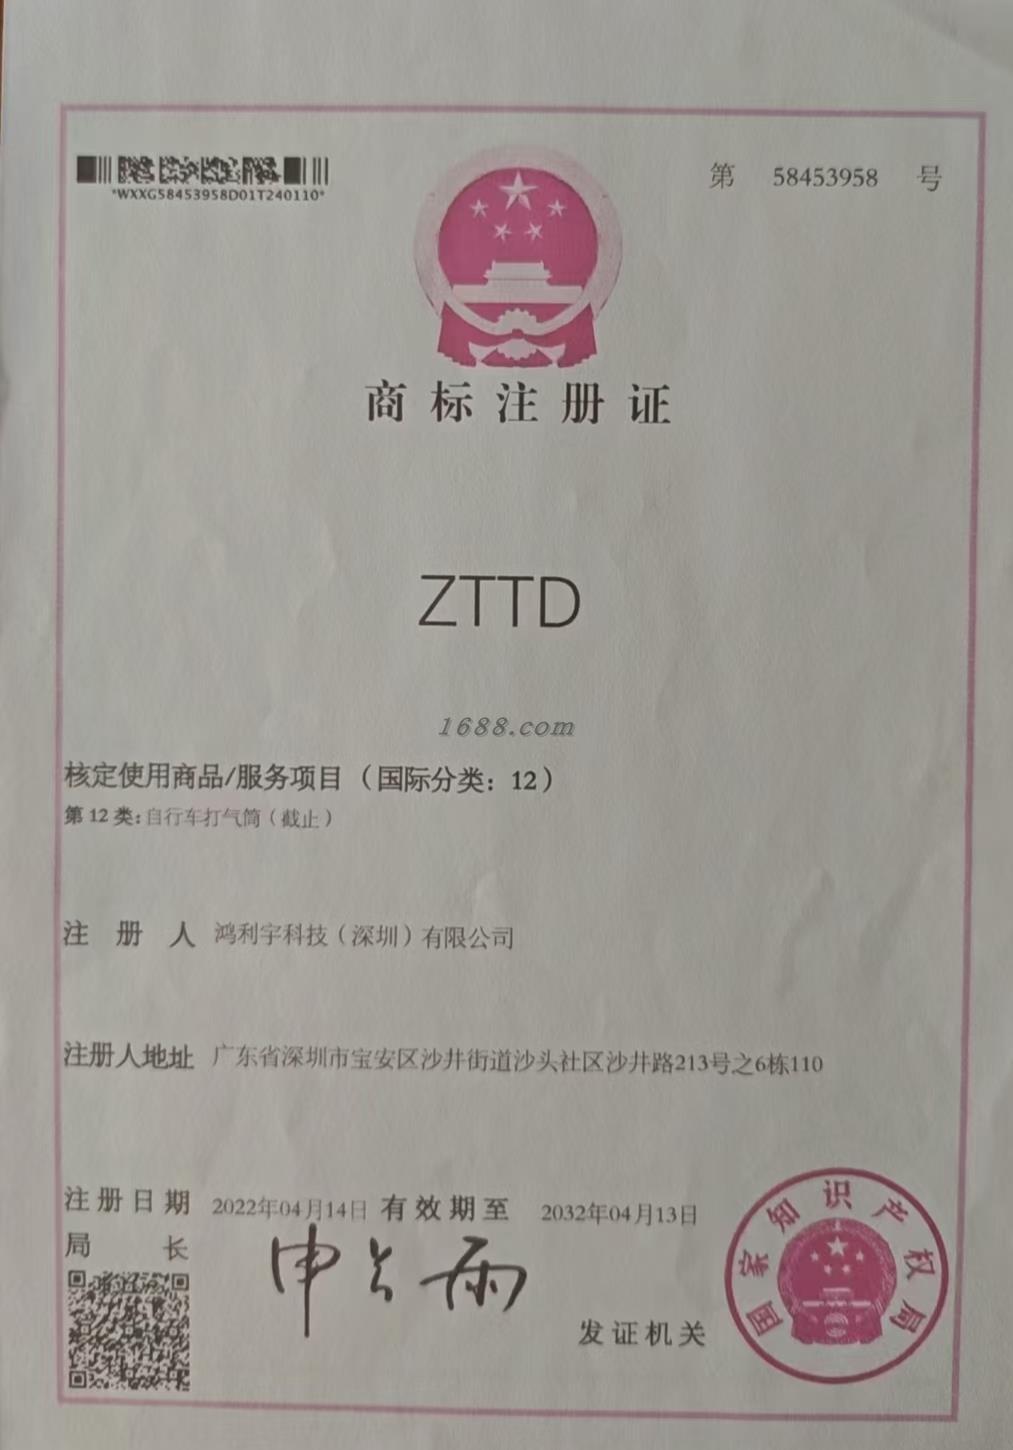 *WXXG58453958D01T240110*
第 58453958 号
商标注册证
ZTTD
1688.com
核定使用商品/服务项目（国际分类：12）
第 12 类：自行车打气筒（截止）
注 册 人 鸿利宇科技（深圳）有限公司
注册人地址 广东省深圳市宝安区沙井街道沙头社区沙井路213号之6栋110
注册日期 2022年04月14日 有效期至 2032年04月13日
局 长 申长雨
发证机关
国家知识产权局